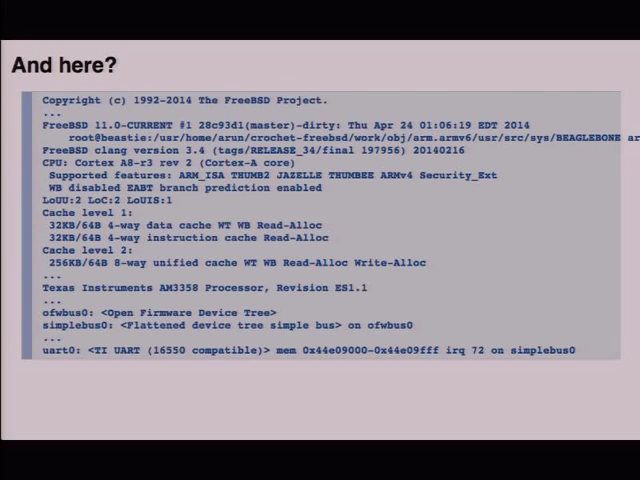 And here?
Copyright (c) 1992-2014 The FreeBSD Project.
...
FreeBSD 11.0-CURRENT #1 28c93d1(master)-dirty: Thu Apr 24 01:06:19 EDT 2014
root@beastie:/usr/home/arun/crochet-freebsd/work/obj/arm.armv6/usr/src/sys/BEAGLEBONE ar
FreeBSD clang version 3.4 (tags/RELEASE_34/final 197956) 20140216
CPU: Cortex A8-r3 rev 2 (Cortex-A core)
Supported features: ARM_ISA THUMB2 JAZELLE THUMBEE ARMv4 Security_Ext
WB disabled EABT branch prediction enabled
LoUU:2 LoC:2 LoUIS:1
Cache level 1:
32KB/64B 4-way data cache WT WB Read-Alloc
32KB/64B 4-way instruction cache Read-Alloc
Cache level 2:
256KB/64B 8-way unified cache WT WB Read-Alloc Write-Alloc
...
Texas Instruments AM3358 Processor, Revision ES1.1
...
ofwbus0: <Open Firmware Device Tree>
simplebus0: <Flattened device tree simple bus> on ofwbus0
...
uart0: <TI UART (16550 compatible)> mem 0x44e09000-0x44e09fff irq 72 on simplebus0